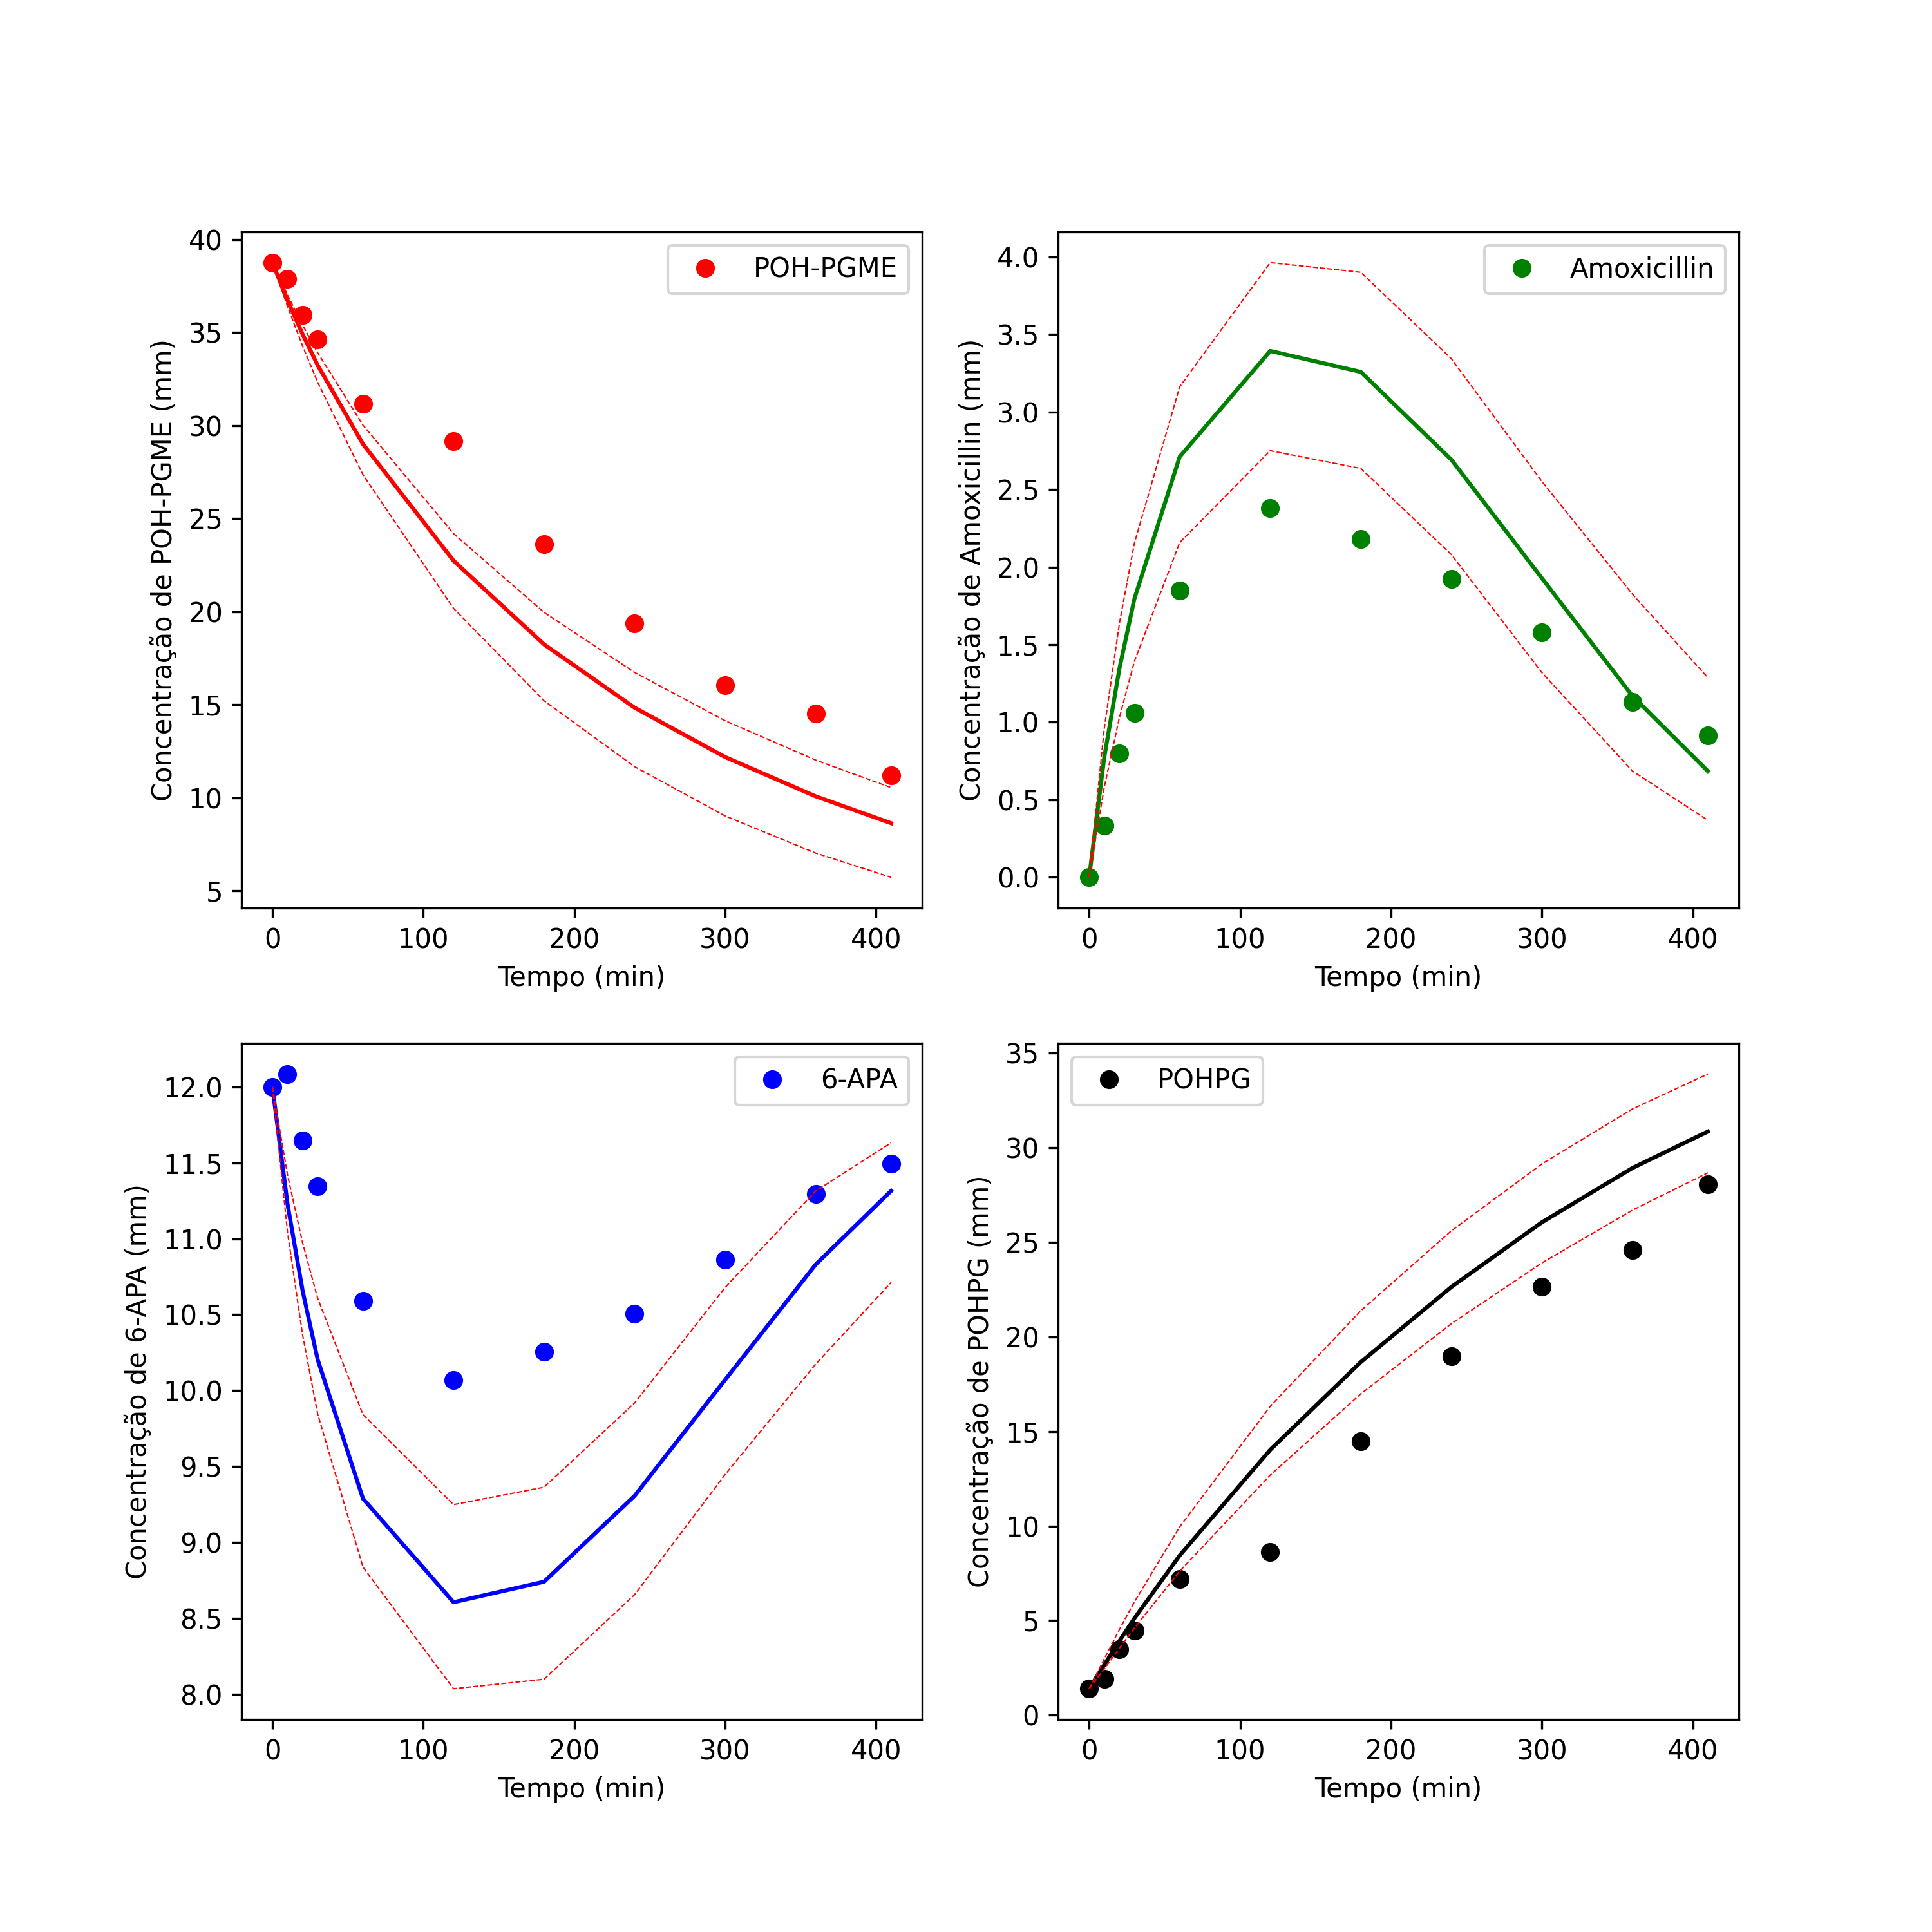 POH-PGME
Concentração de POH-PGME (mm)
40
35
30
25
20
15
10
5
0 100 200 300 400
Tempo (min)
Amoxicillin
Concentração de Amoxicillin (mm)
4.0
3.5
3.0
2.5
2.0
1.5
1.0
0.5
0.0
0 100 200 300 400
Tempo (min)
6-APA
Concentração de 6-APA (mm)
12.0
11.5
11.0
10.5
10.0
9.5
9.0
8.5
8.0
0 100 200 300 400
Tempo (min)
POHPG
Concentração de POHPG (mm)
35
30
25
20
15
10
5
0
0 100 200 300 400
Tempo (min)